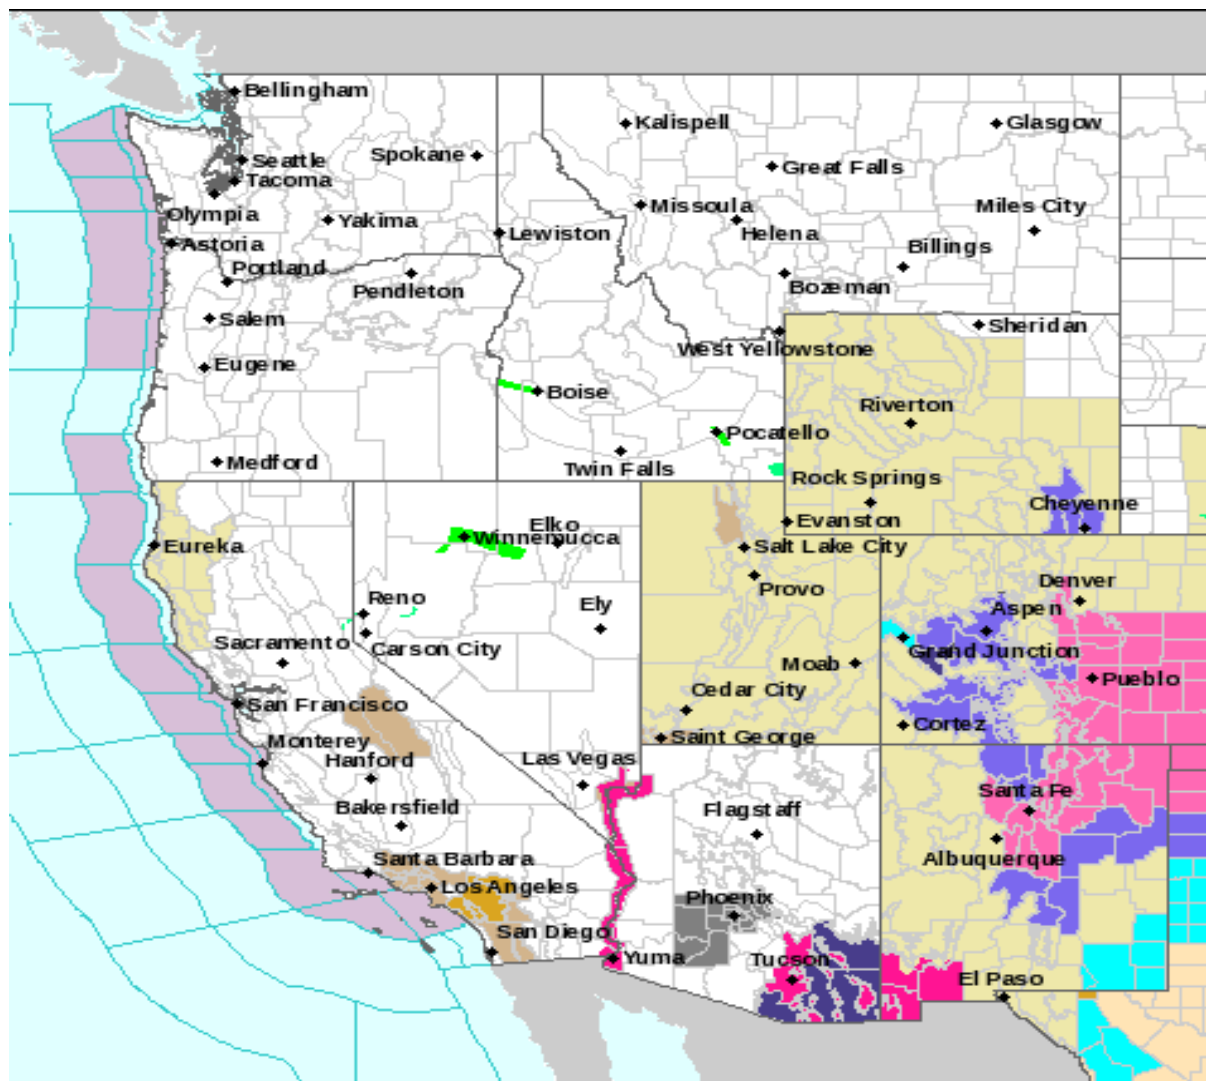 Bellingham
Kalispell
Glasgow
Seattle
Spokane
Great Falls
Tacoma
Olympia
Yakima
Missoula
Miles City
Lewiston
Helena
Astoria
Billings
Portland
Pendleton
Bozeman
Salem
Sheridan
West Yellowstone
Eugene
Boise
Riverton
Pocatello
Medford
Twin Falls
Rock Springs
Cheyenne
Elko
Evanston
Winnemucca
Eureka
Salt Lake City
Provo
Denver
Reno
Ely
Aspen
Sacramento
Carson City
Grand Junction
Moab
Pueblo
Cedar City
San Francisco
Cortez
Saint George
Monterey
Hanford
Las Vegas
Santa Fe
Bakersfield
Flagstaff
Santa Barbara
Albuquerque
Los Angeles
Phoenix
San Diego
Yuma
Tucson
El Paso